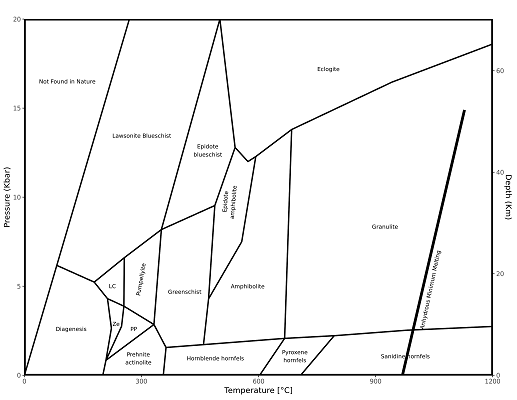 20
15
10
5
0
Pressure (Kbar)
Not Found in Nature
Lawsonite Blueschist
Epidote
blueschist
Eclogite
Epidote
amphibolite
Granulite
LC
Pumpellyite
Greenschist
Amphibolite
Anhydrous Minimum Melting
Diagenesis
Ze
PP
Prehnite
actinolite
Hornblende hornfels
Pyroxene
hornfels
Sanidine hornfels
60
40
20
0
Depth (Km)
0
300
600
900
1200
Temperature [°C]